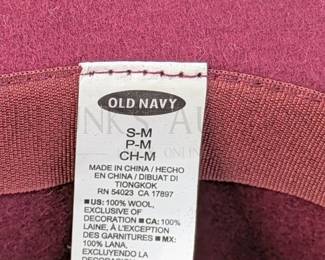 OLD NAVY
S-M
P-M
CH-M
MADE IN CHINA / HECHO
EN CHINA / DIBUAT DI
TIONGKOK
RN 54023 CA 17897
■ US: 100% WOOL,
EXCLUSIVE OF
DECORATION ■ CA: 100%
LAINE, À L'EXCEPTION
DES GARNITURES ■ MX:
100% LANA,
EXCLUYENDO LA